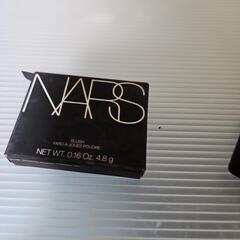 NARS
BLUSH
FARD À JOUES POUDRE
NET WT. 0.16 Oz. 4.8 g